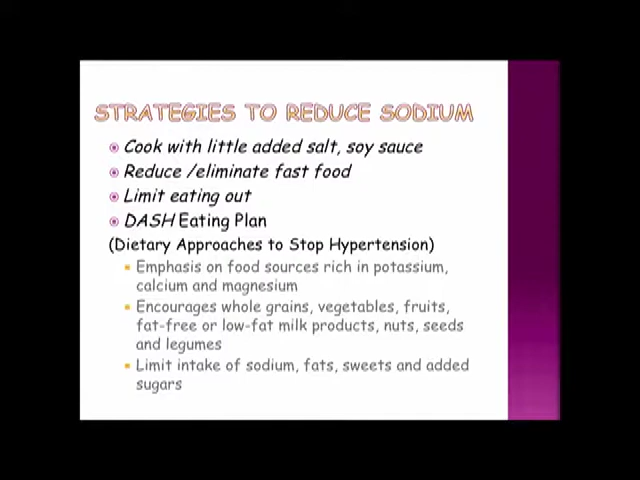 STRATEGIES TO REDUCE SODIUM
Cook with little added salt, soy sauce
Reduce /eliminate fast food
Limit eating out
DASH Eating Plan
(Dietary Approaches to Stop Hypertension)
Emphasis on food sources rich in potassium,
calcium and magnesium
Encourages whole grains, vegetables, fruits,
fat-free or low-fat milk products, nuts, seeds
and legumes
Limit intake of sodium, fats, sweets and added
sugars